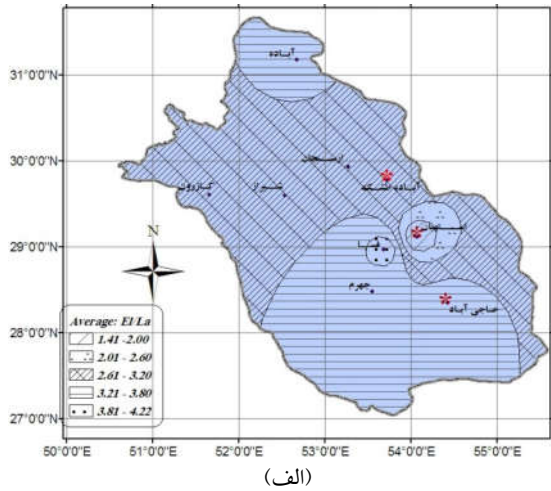 آباده
31°0'0"N
ارسنجان
30°0'0"N
آباده طشک
کازرون
شیراز
استهبان
N
فسا
29°0'0"N
جهرم
حاجی آباد
Average: El/La
1.41 - 2.00
28°0'0"N
2.01 - 2.60
2.61 - 3.20
3.21 - 3.80
3.81 - 4.22
27°0'0"N
50°0'0"E 51°0'0"E 52°0'0"E 53°0'0"E 54°0'0"E 55°0'0"E
(الف)